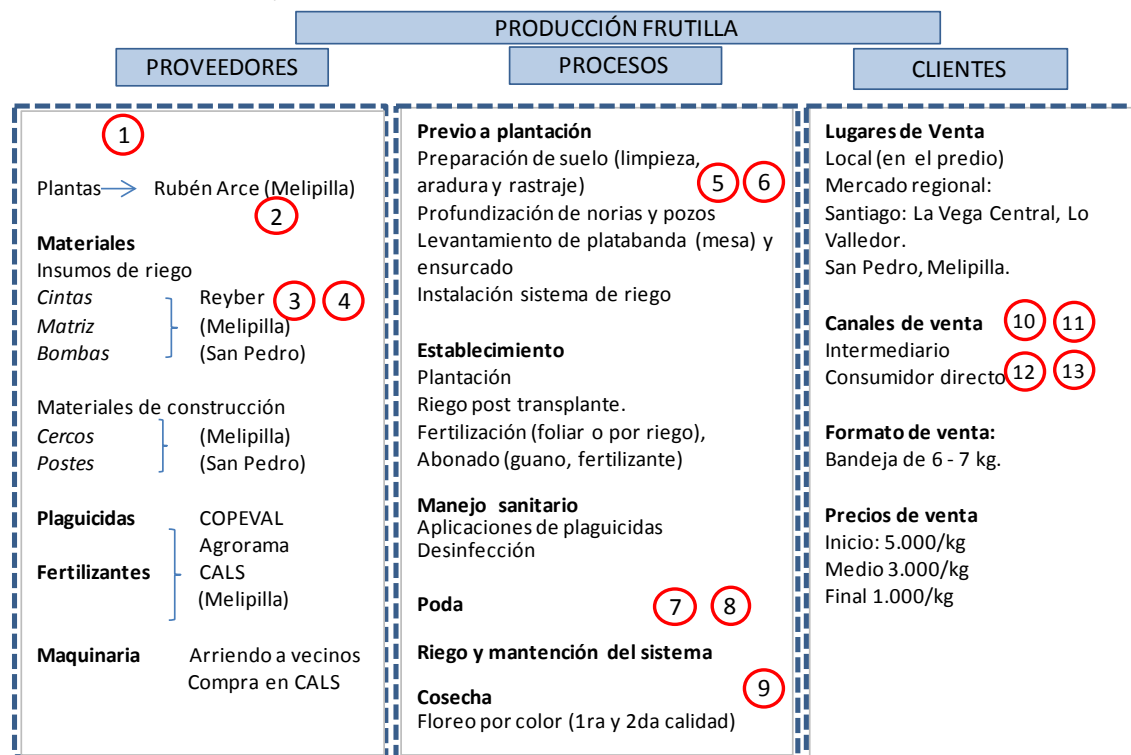 PRODUCCIÓN FRUTILLA
PROVEEDORES
PROCESOS
CLIENTES
1
Plantas Rubén Arce (Melipilla)
2
Materiales
Insumos de riego
Cintas Reyber 3 4
Matriz (Melipilla)
Bombas (San Pedro)
Materiales de construcción
Cercos (Melipilla)
Postes (San Pedro)
Plaguicidas COPEVAL
Agrorama
Fertilizantes CALS
(Melipilla)
Maquinaria Arriendo a vecinos
Compra en CALS
Previo a plantación
Preparación de suelo (limpieza,
aradura y rastraje) 5 6
Profundización de norias y pozos
Levantamiento de platabanda (mesa) y
ensurcado
Instalación sistema de riego
Establecimiento
Plantación
Riego post transplante.
Fertilización (foliar o por riego),
Abonado (guano, fertilizante)
Manejo sanitario
Aplicaciones de plaguicidas
Desinfección
Poda 7 8
Riego y mantención del sistema
Cosecha 9
Floreo por color (1ra y 2da calidad)
Lugares de Venta
Local (en el predio)
Mercado regional:
Santiago: La Vega Central, Lo
Valledor.
San Pedro, Melipilla.
Canales de venta 10 11
Intermediario
Consumidor directo 12 13
Formato de venta:
Bandeja de 6 - 7 kg.
Precios de venta
Inicio: 5.000/kg
Medio 3.000/kg
Final 1.000/kg